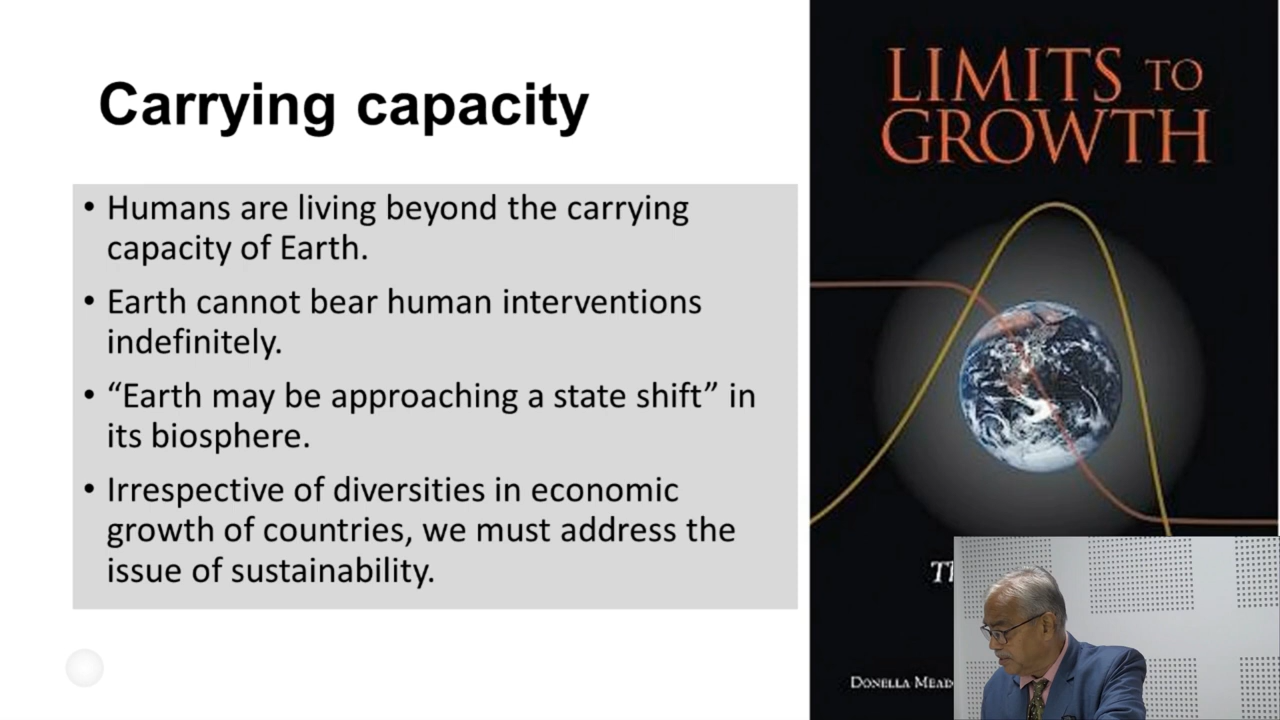 Carrying capacity
• Humans are living beyond the carrying
capacity of Earth.
• Earth cannot bear human interventions
indefinitely.
• “Earth may be approaching a state shift” in
its biosphere.
• Irrespective of diversities in economic
growth of countries, we must address the
issue of sustainability.
LIMITS TO
GROWTH
DONELLA